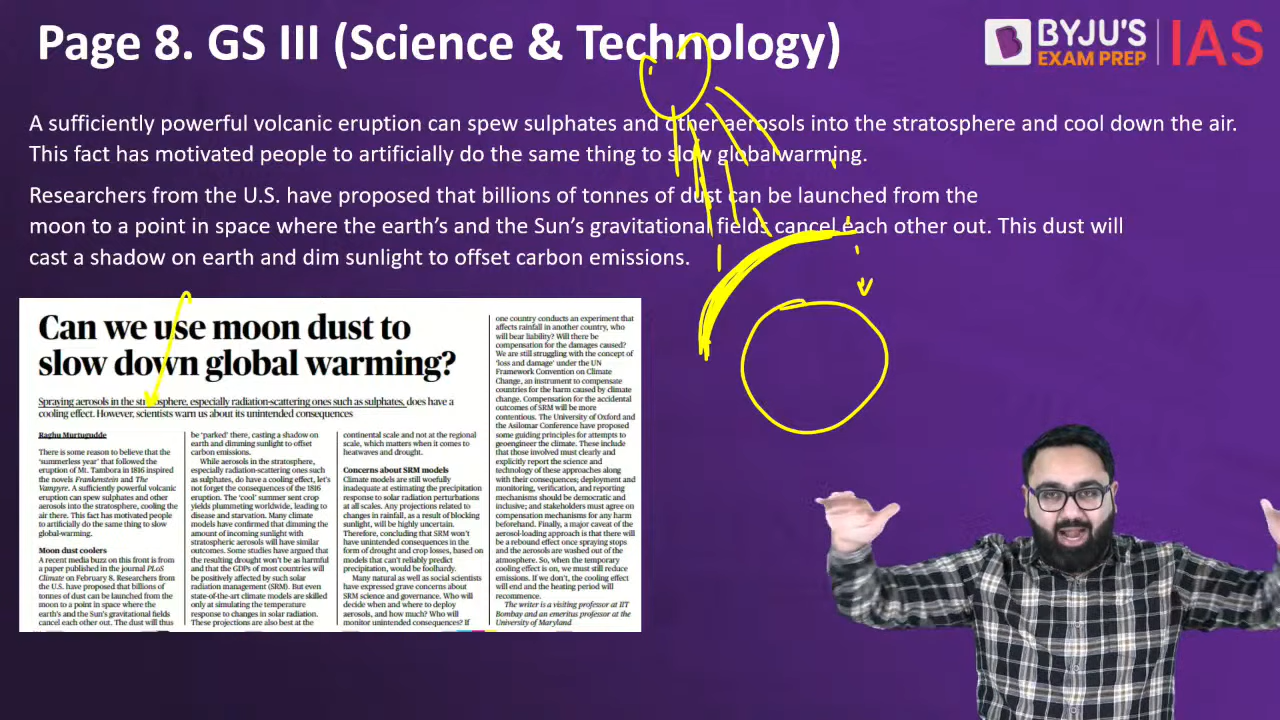 Page 8. GS III (Science & Technology)
BYJU'S
EXAM PREP
IAS
A sufficiently powerful volcanic eruption can spew sulphates and other aerosols into the stratosphere and cool down the air.
This fact has motivated people to artificially do the same thing to slow globalwarming.
Researchers from the U.S. have proposed that billions of tonnes of dust can be launched from the
moon to a point in space where the earth's and the Sun's gravitational fields cancel each other out. This dust will
cast a shadow on earth and dim sunlight to offset carbon emissions.
Can we use moon dust to
slow down global warming?
Spraying aerosols in the stratosphere, especially radiation-scattering ones such as sulphates, does have a
cooling effect. However, scientists warn us about its unintended consequences
Raghu Murtugudde
There is some reason to believe that the
'summerless year' that followed the
eruption of Mt. Tambora in 1816 inspired
the novels Frankenstein and The
Vampyre. A sufficiently powerful volcanic
eruption can spew sulphates and other
aerosols into the stratosphere, cooling the
air there. This fact has motivated people
to artificially do the same thing to slow
global-warming.
Moon dust coolers
A recent media buzz on this front is from
a paper published in the journal PLoS
Climate on February 8. Researchers from
the U.S. have proposed that billions of
tonnes of dust can be launched from the
moon to a point in space where the
earth's and the Sun's gravitational fields
cancel each other out. The dust will thus
be 'parked' there, casting a shadow on
earth and dimming sunlight to offset
carbon emissions.
While aerosols in the stratosphere,
especially radiation-scattering ones such
as sulphates, do have a cooling effect, let's
not forget the consequences of the 1816
eruption. The 'cool' summer sent crop
yields plummeting worldwide, leading to
disease and starvation. Many climate
models have confirmed that dimming the
amount of incoming sunlight with
stratospheric aerosols will have similar
outcomes. Some studies have argued that
the resulting drought won't be as harmful
and that the GDPs of most countries will
be positively affected by such solar
radiation management (SRM). But even
state-of-the-art climate models are skilled
only at simulating the temperature
response to changes in solar radiation.
These projections are also best at the
continental scale and not at the regional
scale, which matters when it comes to
heatwaves and drought.
Concerns about SRM models
Climate models are still woefully
inadequate at estimating the precipitation
response to solar radiation perturbations
at all scales. Any projections related to
changes in rainfall, as a result of blocking
sunlight, will be highly uncertain.
Therefore, concluding that SRM won't
have unintended consequences in the
form of drought and crop losses, based on
models that can't reliably predict
precipitation, would be foolhardy.
Many natural as well as social scientists
have expressed grave concerns about
SRM science and governance. Who will
decide when and where to deploy
aerosols, and how much? Who will
monitor unintended consequences? If
one country conducts an experiment that
affects rainfall in another country, who
will bear liability? Will there be
compensation for the damages caused?
We are still struggling with the concept of
'loss and damage' under the UN
Framework Convention on Climate
Change, an instrument to compensate
countries for the harm caused by climate
change. Compensation for the accidental
outcomes of SRM will be more
contentious. The University of Oxford and
the Asilomar Conference have proposed
some guiding principles for attempts to
geoengineer the climate. These include
that those involved must clearly and
explicitly report the science and
technology of these approaches along
with their consequences; deployment and
monitoring, verification, and reporting
mechanisms should be democratic and
inclusive; and stakeholders must agree on
compensation mechanisms for any harm
beforehand. Finally, a major caveat of the
aerosol-loading approach is that there will
be a rebound effect once spraying stops
and the aerosols are washed out of the
atmosphere. So, when the temporary
cooling effect is on, we must still reduce
emissions. If we don't, the cooling effect
will end and the heating period will
recommence.
The writer is a visiting professor at IIT
Bombay and an emeritus professor at the
University of Maryland